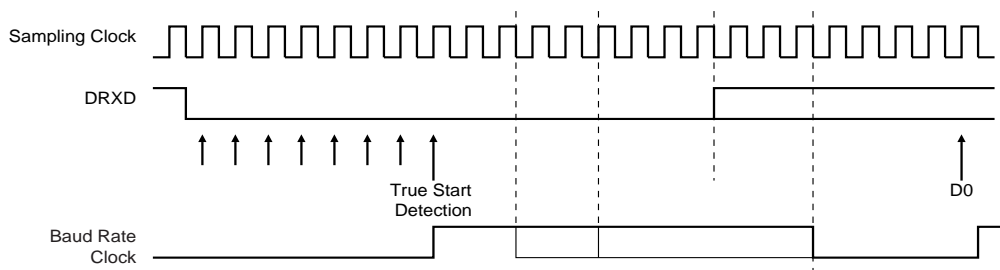 Sampling Clock
DRXD
True Start
Detection
D0
Baud Rate
Clock